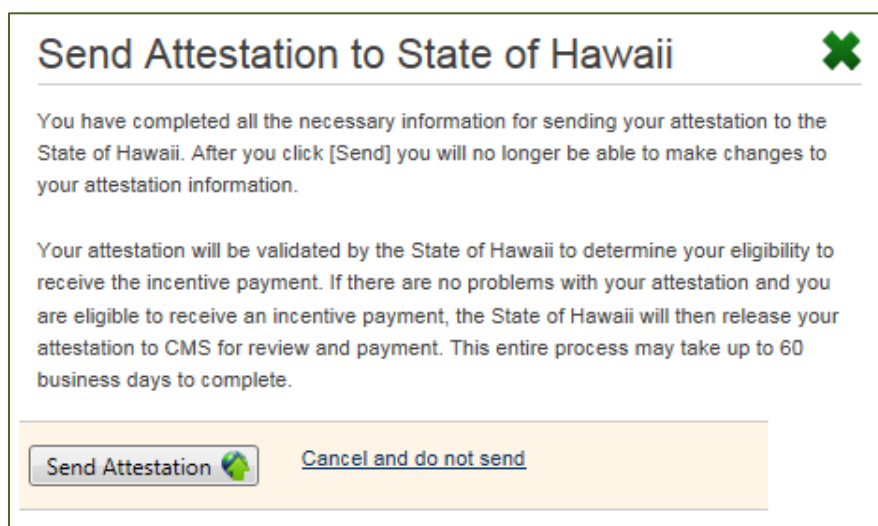 Send Attestation to State of Hawaii
You have completed all the necessary information for sending your attestation to the
State of Hawaii. After you click [Send] you will no longer be able to make changes to
your attestation information.
Your attestation will be validated by the State of Hawaii to determine your eligibility to
receive the incentive payment. If there are no problems with your attestation and you
are eligible to receive an incentive payment, the State of Hawaii will then release your
attestation to CMS for review and payment. This entire process may take up to 60
business days to complete.
Send Attestation Cancel and do not send